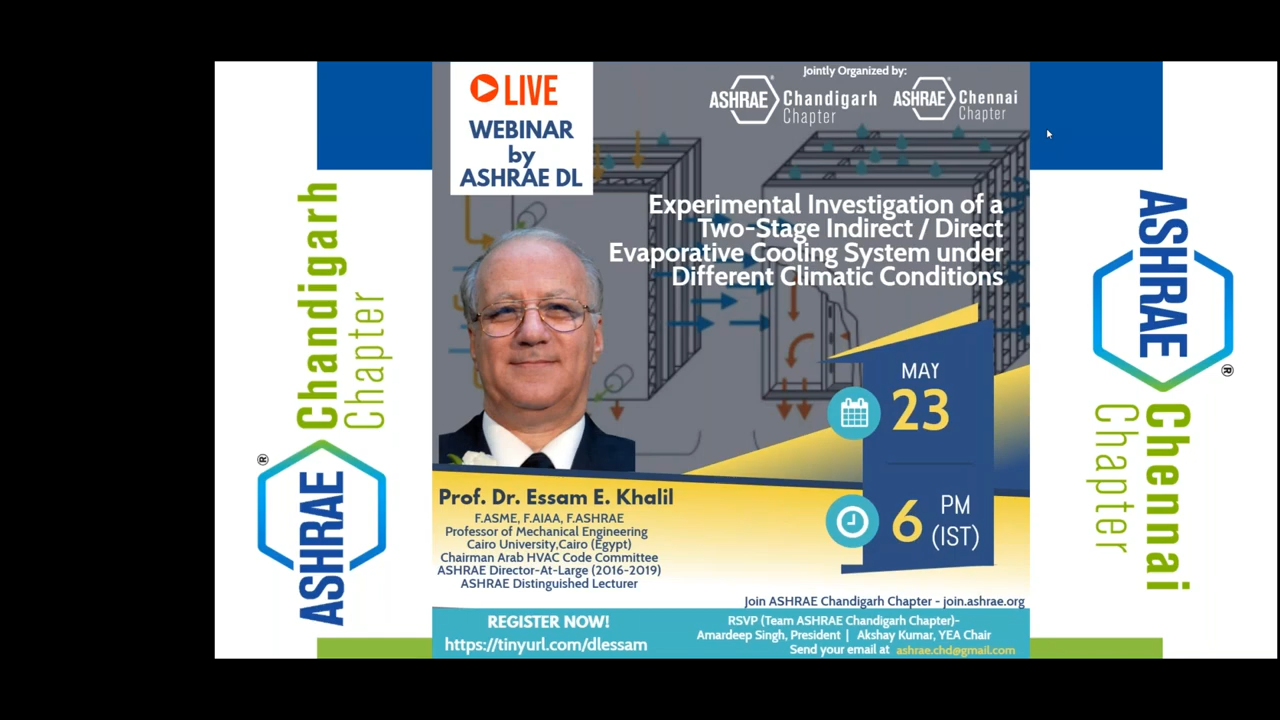 LIVE
WEBINAR
by
ASHRAE DL
Jointly Organized by:
ASHRAE® Chandigarh
Chapter
ASHRAE® Chennai
Chapter
Experimental Investigation of a
Two-Stage Indirect / Direct
Evaporative Cooling System under
Different Climatic Conditions
MAY
23
6 PM
(IST)
Prof. Dr. Essam E. Khalil
F.ASME, F.AIAA, F.ASHRAE
Professor of Mechanical Engineering
Cairo University,Cairo (Egypt)
Chairman Arab HVAC Code Committee
ASHRAE Director-At-Large (2016-2019)
ASHRAE Distinguished Lecturer
Join ASHRAE Chandigarh Chapter - join.ashrae.org
REGISTER NOW!
https://tinyurl.com/dlessam
RSVP (Team ASHRAE Chandigarh Chapter)-
Amardeep Singh, President | Akshay Kumar, YEA Chair
Send your email at ashrae.chd@gmail.com
ASHRAE® Chandigarh
Chapter
ASHRAE® Chennai
Chapter